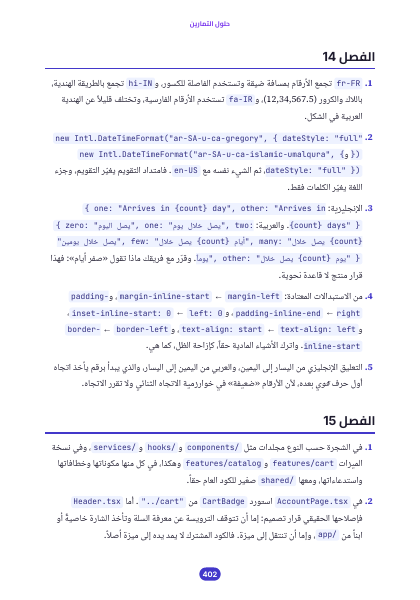 حلول التمارين
الفصل 14
1. fr-FR تجمع الأرقام بمسافة ضيقة وتستخدم الفاصلة للكسور، و hi-IN تجمع بالطريقة الهندية،
باللاك والكرور (12,34,567.5)، و fa-IR تستخدم الأرقام الفارسية، وتختلف قليلًا عن العربية في الشكل.
2. new Intl.DateTimeFormat("ar-SA-u-ca-gregory", { dateStyle: "full" })
و new Intl.DateTimeFormat("ar-SA-u-ca-islamic-umalqura", {
dateStyle: "full" })، ثم الشيء نفسه مع en-US. فامتداد التقويم يغيّر التقويم، وجزء
اللغة يغيّر الكلمات فقط.
3. الإنجليزية: { one: "Arrives in {count} day", other: "Arrives in
{count} days" }. والعربية: { zero: "يصل اليوم", one: "يصل خلال يوم", two:
"يصل خلال يومين", few: "يصل خلال {count} أيام", many: "يصل خلال {count}
يومًا", other: "يصل خلال {count} يوم" }. وقرّر مع فريقك ماذا تقول «صفر أيام»: فهذا
قرار منتج لا قاعدة نحوية.
4. من الاستبدالات المعتادة: margin-left ← margin-inline-start، و padding-
right ← padding-inline-end، و left: 0 ← inset-inline-start: 0،
و text-align: left ← text-align: start، و border-left ← border-
inline-start. واترك الأشياء المادية حقًا، كإزاحة الظل، كما هي.
5. التعليق الإنجليزي من اليسار إلى اليمين، والعربي من اليمين إلى اليسار، والذي يبدأ برقم يأخذ اتجاه
أول حرف قوي بعده، لأن الأرقام «ضعيفة» في خوارزمية الاتجاه الثنائي ولا تقرر الاتجاه.
الفصل 15
1. في الشجرة حسب النوع مجلدات مثل components/ و hooks/ و services/، وفي نسخة
الميزات features/cart و features/catalog وهكذا، في كل منها مكوناتها وخطافاتها
واستدعاءاتها، و shared/ صغير للكود العام حقًا.
2. في AccountPage.tsx استورد CartBadge من "../cart". أما Header.tsx
فإصلاحها الحقيقي قرار تصميم: إما أن تتوقف الترويسة عن معرفة السلة وتأخذ الشارة خاصيةً أو
ابنًا من app/، وإما أن تنتقل إلى ميزة. فالكود المشترك لا يمد يده إلى ميزة أصلًا.
402